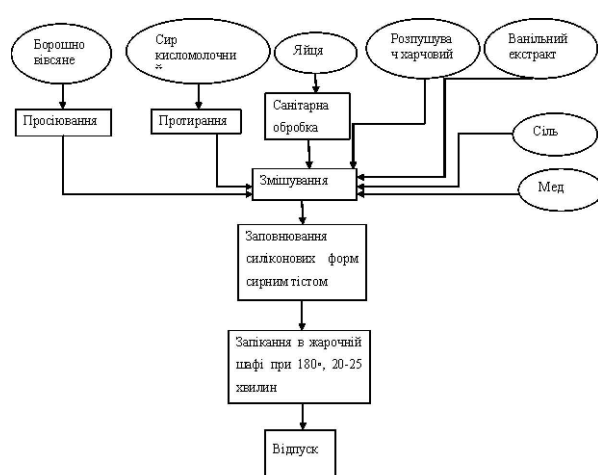 Борошно
вівсяне
Сир
кисломолочни
й
Яйця
Розпушува
ч харчовий
Ванільний
екстракт
Просіювання
Протирання
Санітарна
обробка
Сіль
Змішування
Мед
Заповнювання
силіконових форм
сирним тістом
Запікання в жарочній
шафі при 180º, 20-25
хвилин
Відпуск